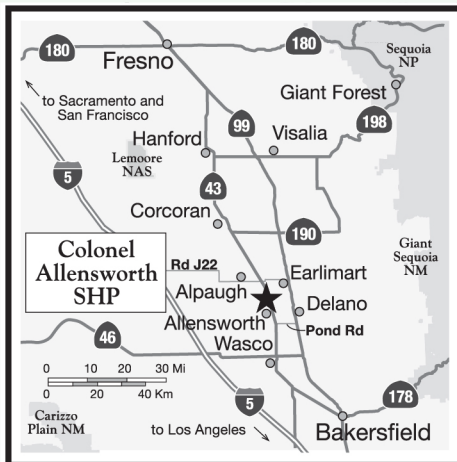 180
180
Sequoia
NP
Fresno
Giant Forest
to Sacramento and
San Francisco
99
198
Hanford
Visalia
Lemoore
NAS
5
43
Corcoran
190
Colonel
Allensworth
SHP
Rd J22
Giant
Sequoia
NM
Earlimart
Alpaugh
Delano
Allensworth
Pond Rd
46
Wasco
0 10 20 30 Mi
0 20 40 Km
178
5
Carizzo
Plain NM
to Los Angeles
Bakersfield